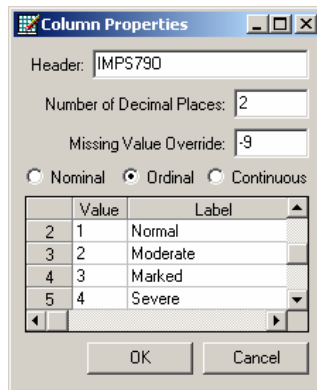 Column Properties
Header: IMPS79O
Number of Decimal Places: 2
Missing Value Override: -9
Nominal Ordinal Continuous
Value Label
2 1 Normal
3 2 Moderate
4 3 Marked
5 4 Severe
OK Cancel